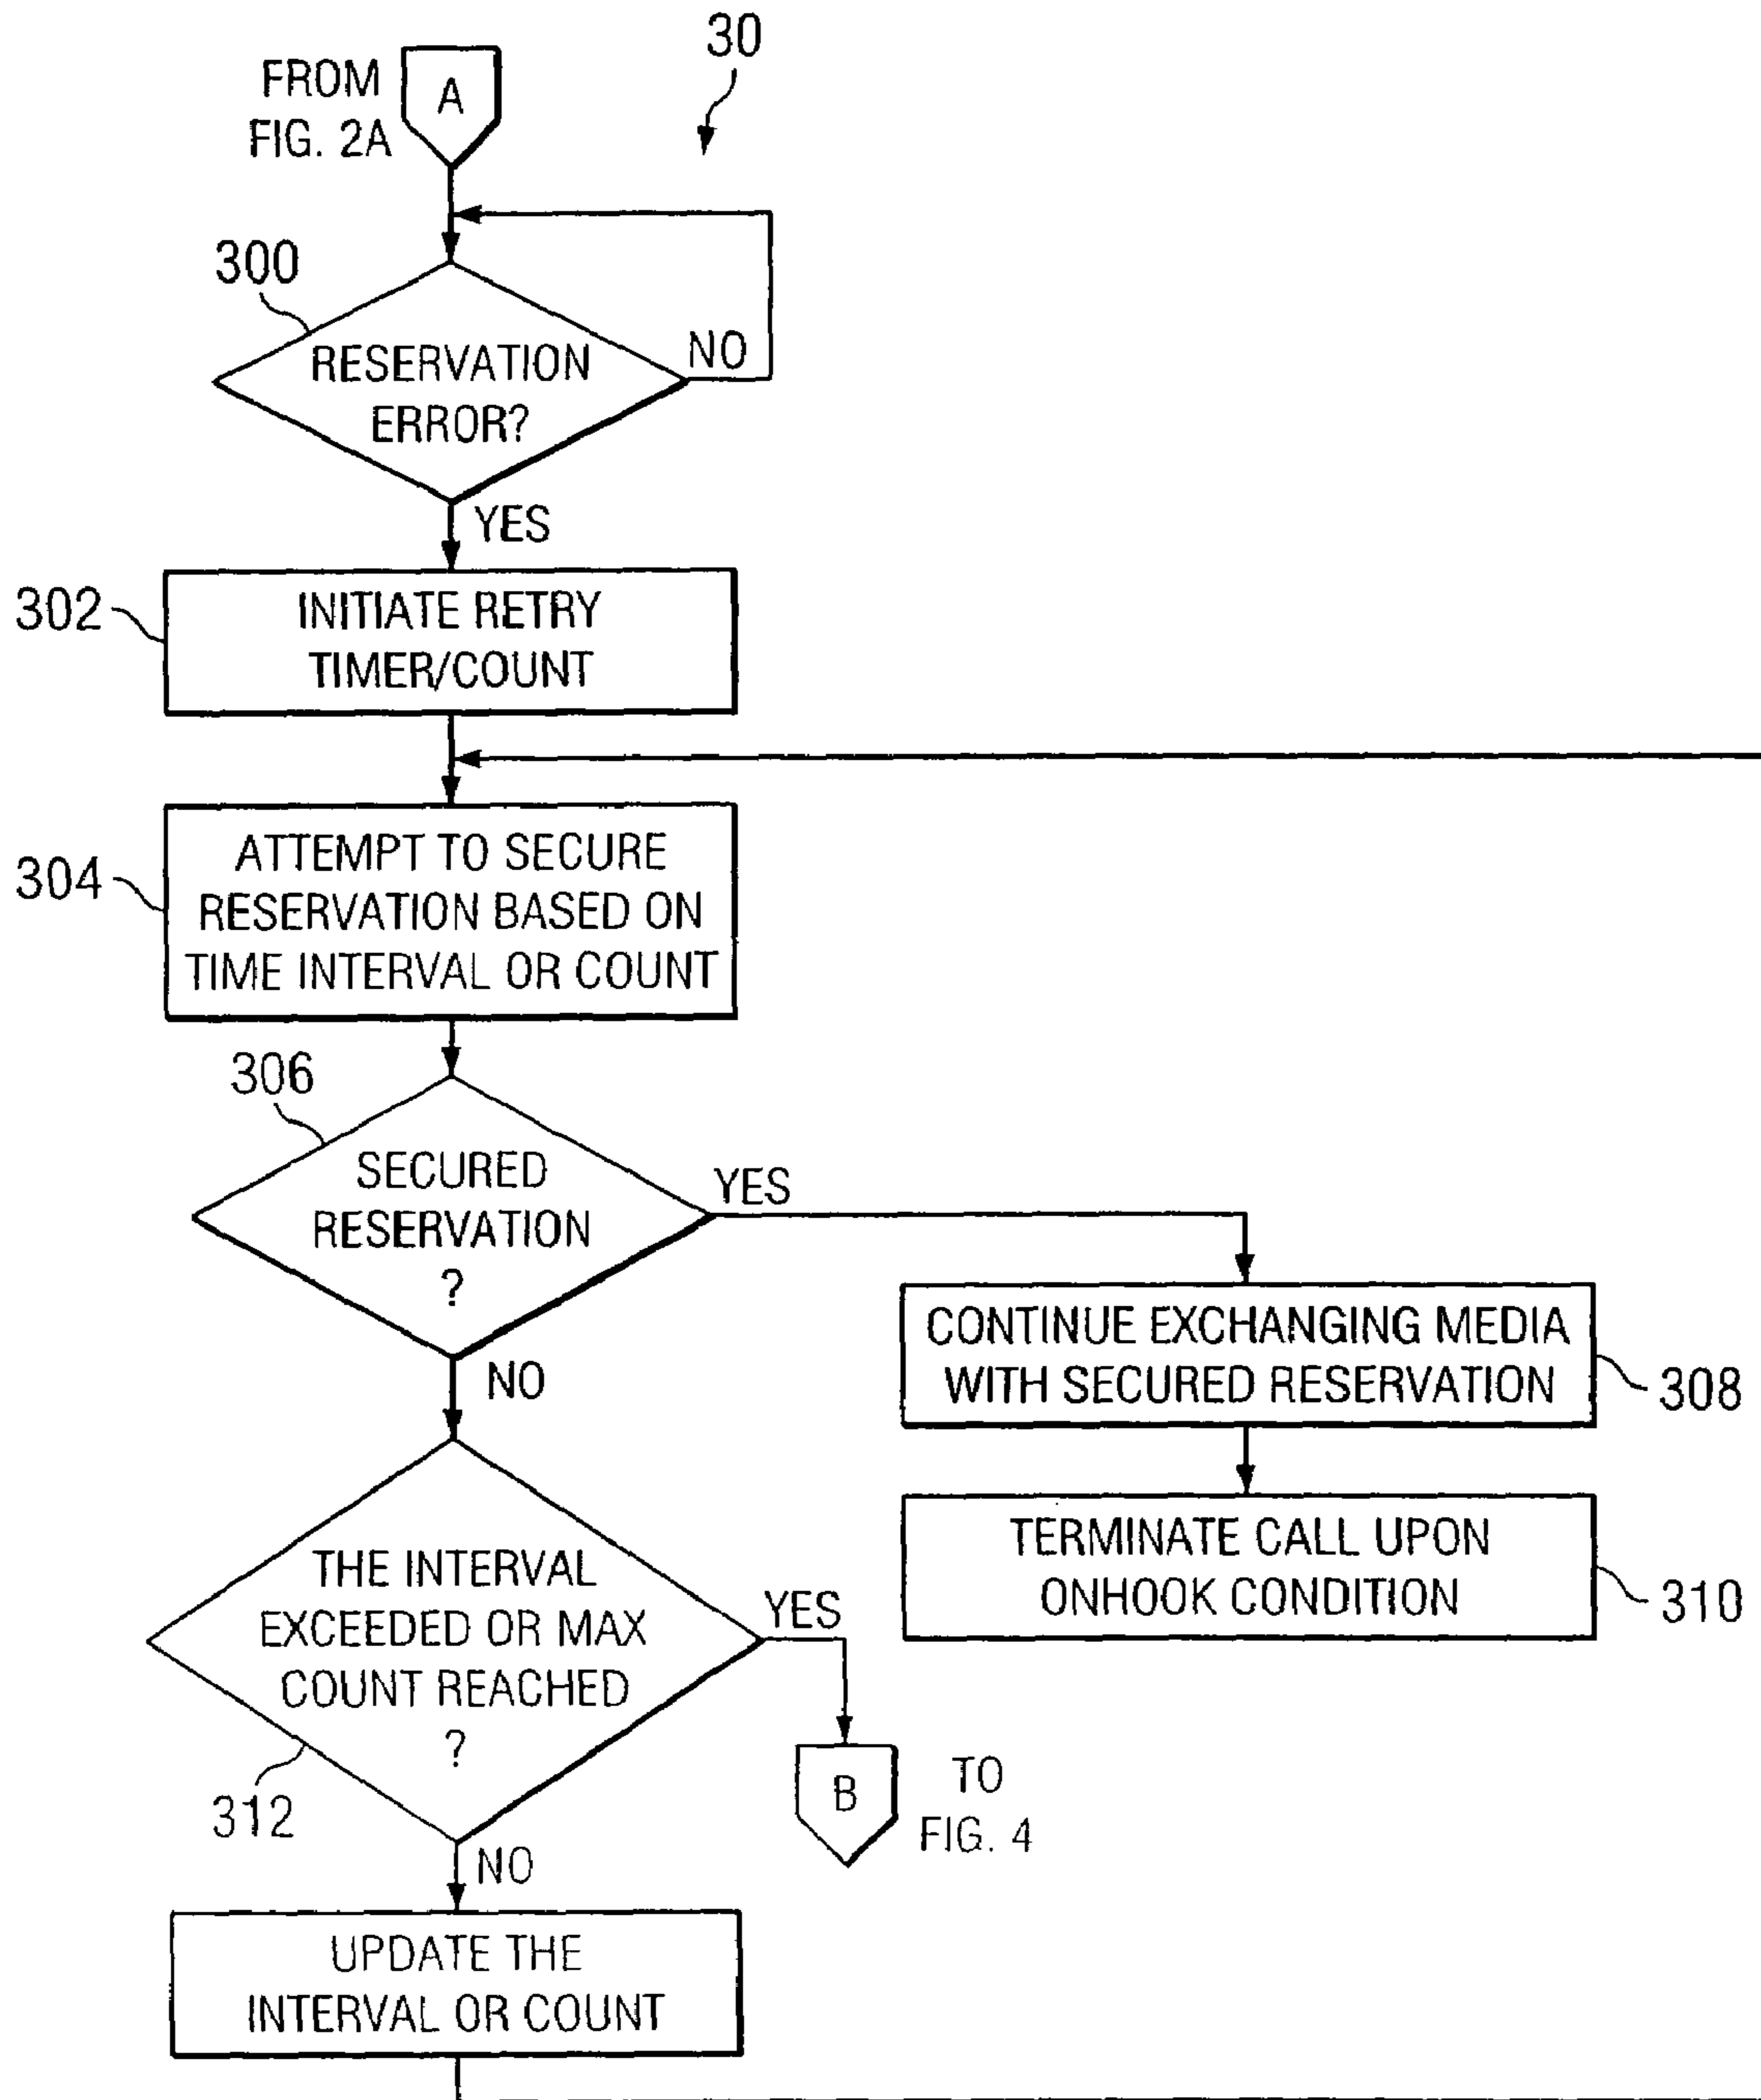 30
FROM
FIG. 2A
A
300
RESERVATION
ERROR?
NO
YES
302
INITIATE RETRY
TIMER/COUNT
304
ATTEMPT TO SECURE
RESERVATION BASED ON
TIME INTERVAL OR COUNT
306
SECURED
RESERVATION
?
YES
NO
CONTINUE EXCHANGING MEDIA
WITH SECURED RESERVATION
308
TERMINATE CALL UPON
ONHOOK CONDITION
310
THE INTERVAL
EXCEEDED OR MAX
COUNT REACHED
?
YES
312
B
TO
FIG. 4
NO
UPDATE THE
INTERVAL OR COUNT